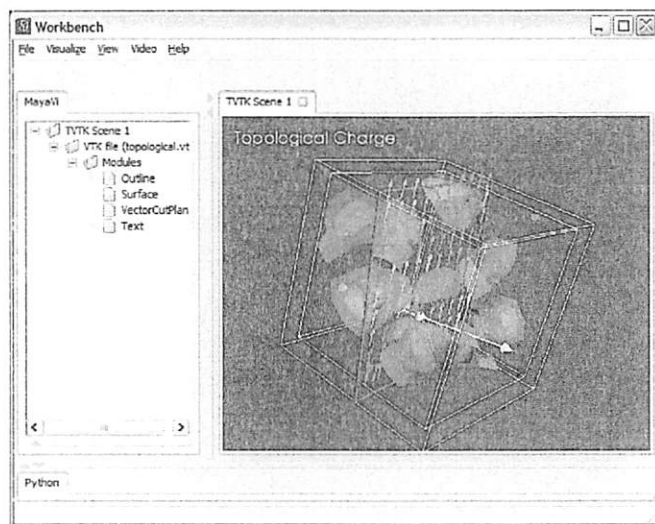 Workbench
File Visualize View Video Help
MayaVi
TVTK Scene 1
TVTK Scene 1
VTK file (topological.vt
Modules
Outline
Surface
VectorCutPlan
Text
Topological Charge
Python